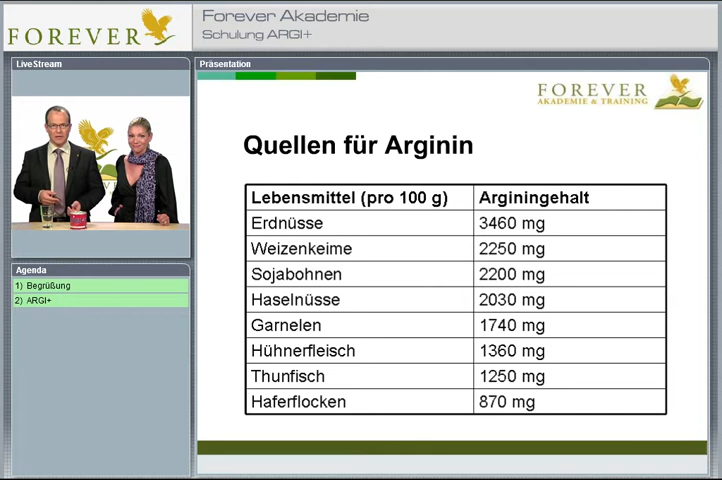 FOREVER
Forever Akademie
Schulung ARGI+
LiveStream
Agenda
1) Begrüßung
2) ARGI+
Präsentation
FOREVER
AKADEMIE & TRAINING
Quellen für Arginin
Lebensmittel (pro 100 g) Arginingehalt
Erdnüsse 3460 mg
Weizenkeime 2250 mg
Sojabohnen 2200 mg
Haselnüsse 2030 mg
Garnelen 1740 mg
Hühnerfleisch 1360 mg
Thunfisch 1250 mg
Haferflocken 870 mg